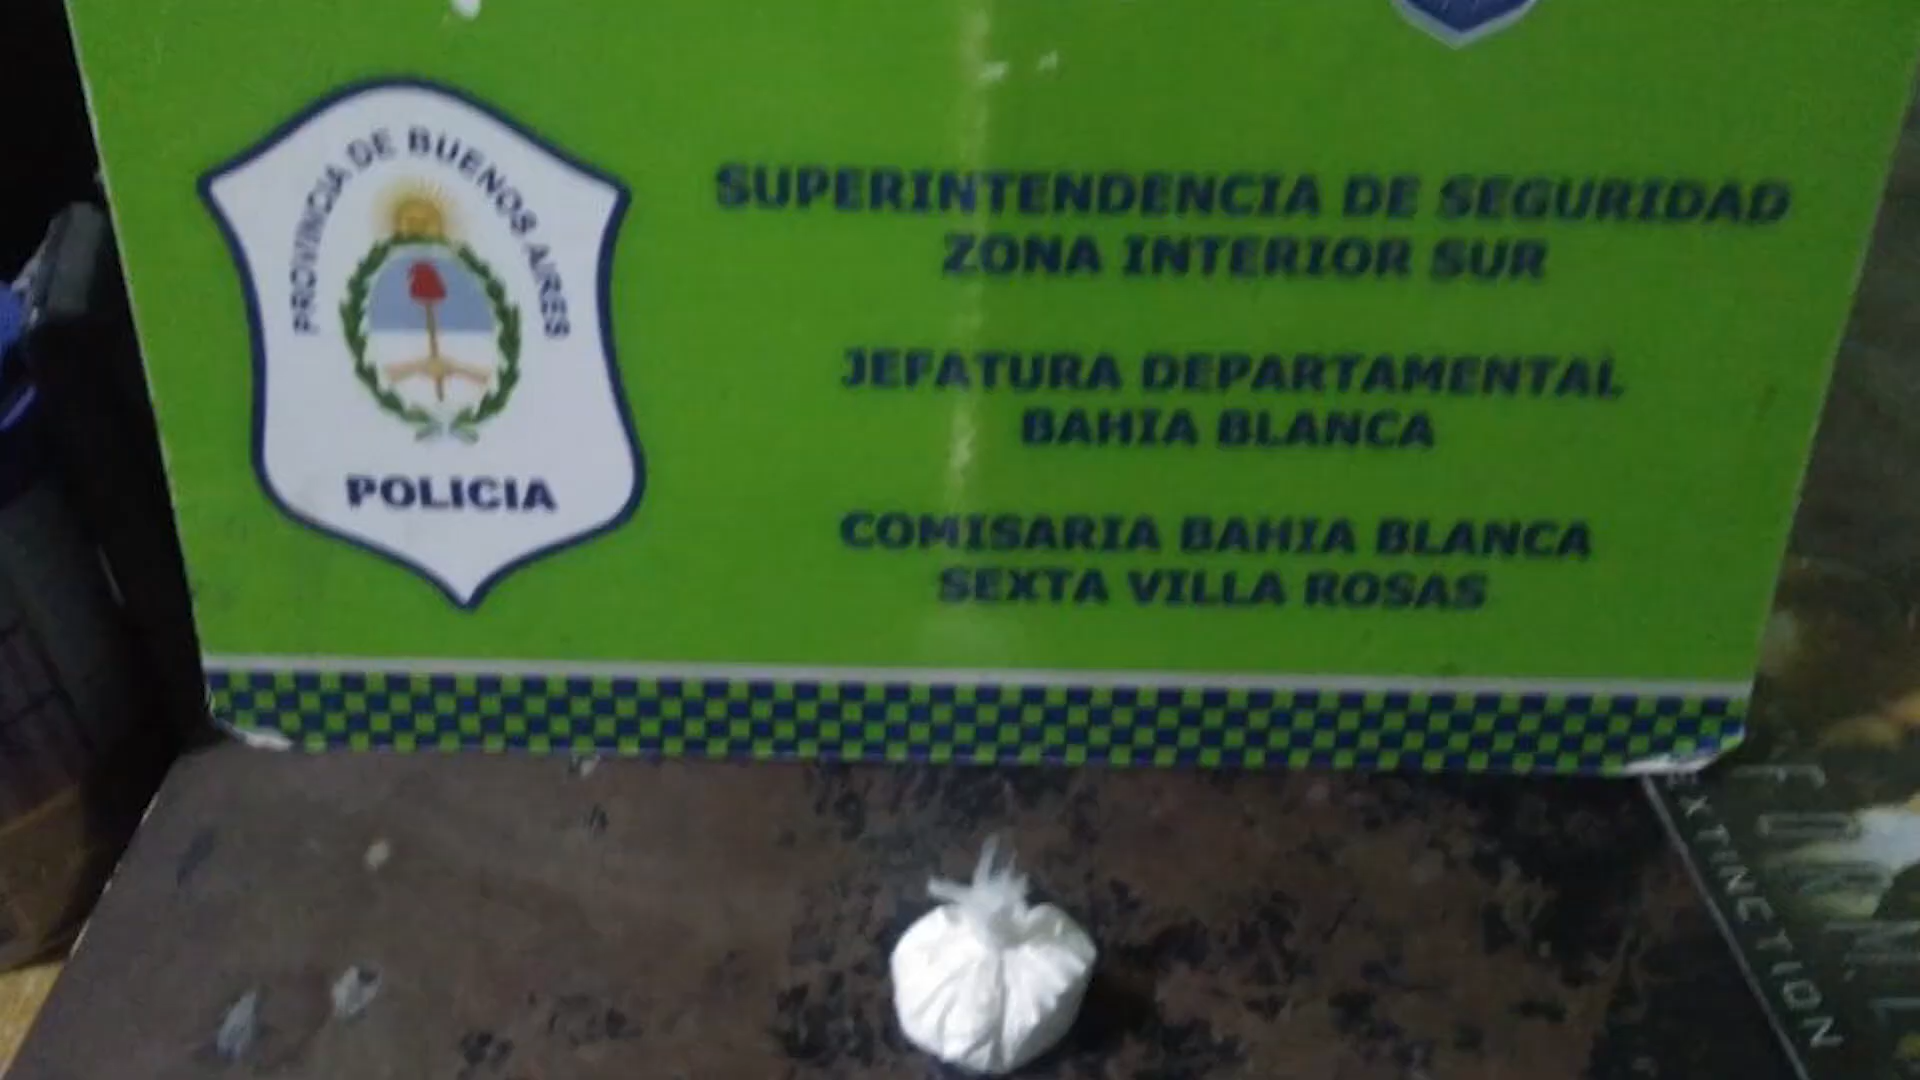 PROVINCIA DE BUENOS AIRES
POLICIA
SUPERINTENDENCIA DE SEGURIDAD
ZONA INTERIOR SUR
JEFATURA DEPARTAMENTAL
BAHIA BLANCA
COMISARIA BAHIA BLANCA
SEXTA VILLA ROSAS
EXTINCTION